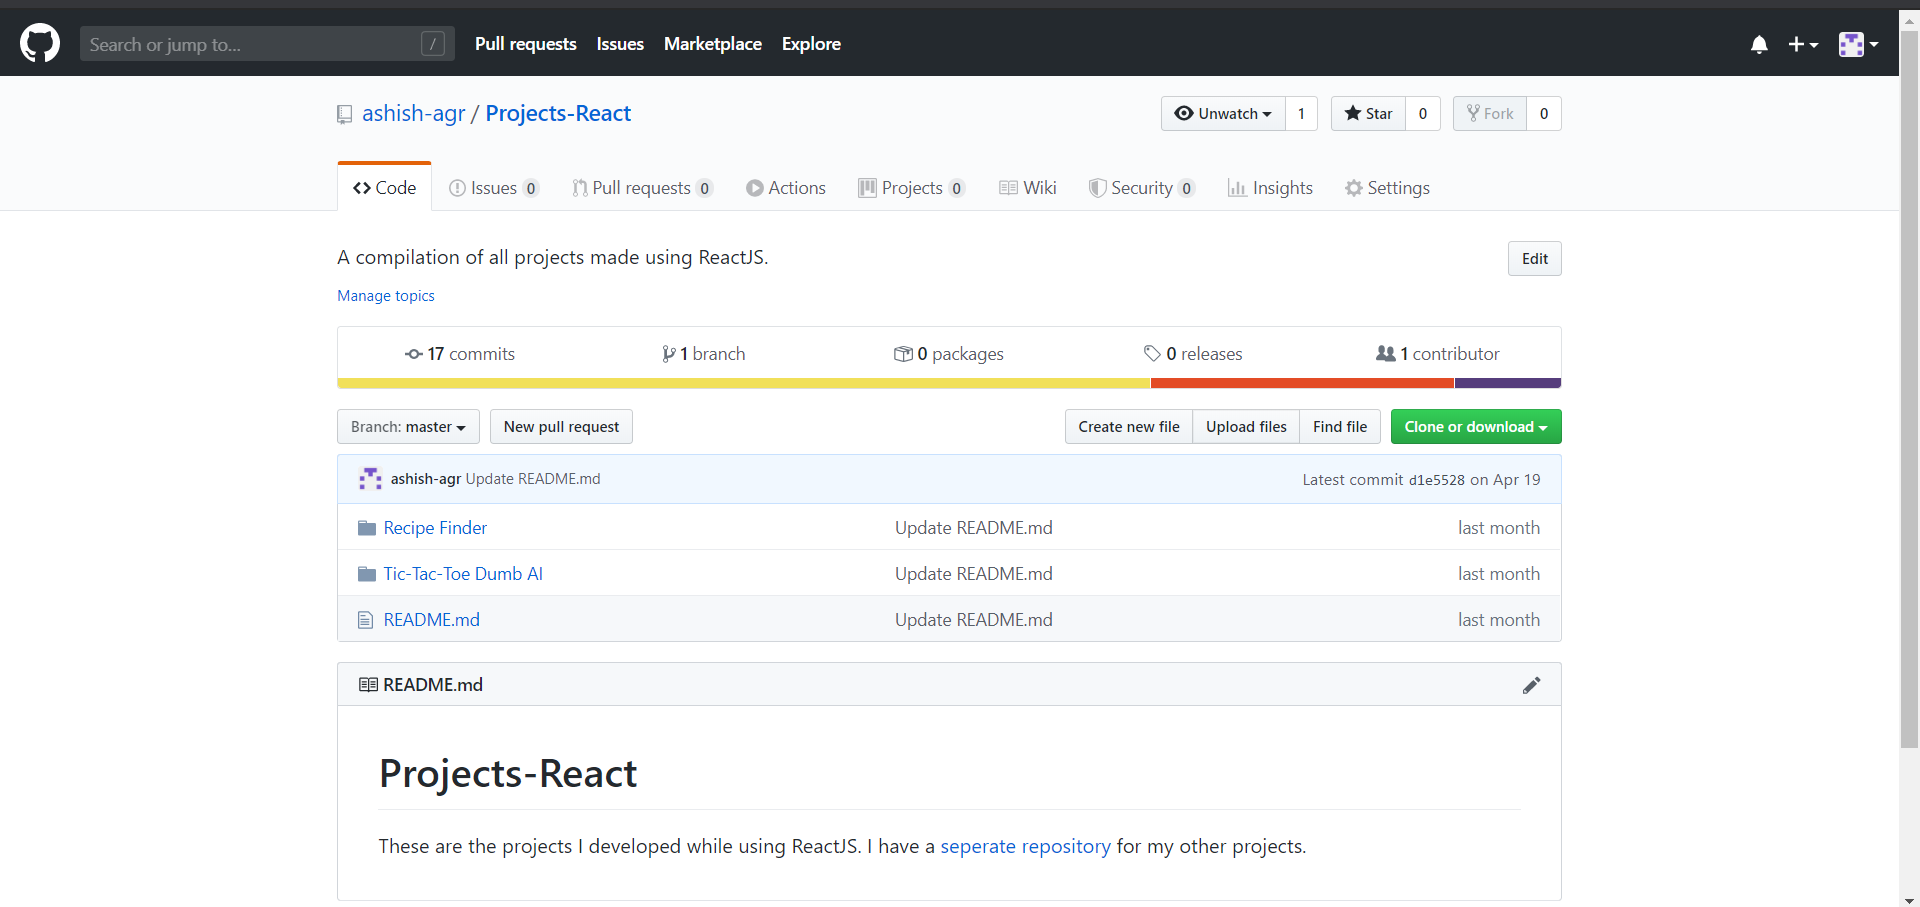 Search or jump to... /
Pull requests Issues Marketplace Explore
ashish-agr / Projects-React
Unwatch 1 Star 0 Fork 0
Code Issues 0 Pull requests 0 Actions Projects 0 Wiki Security 0 Insights Settings
A compilation of all projects made using ReactJS.
Edit
Manage topics
17 commits 1 branch 0 packages 0 releases 1 contributor
Branch: master New pull request Create new file Upload files Find file Clone or download
ashish-agr Update README.md Latest commit d1e5528 on Apr 19
Recipe Finder Update README.md last month
Tic-Tac-Toe Dumb AI Update README.md last month
README.md Update README.md last month
README.md
Projects-React
These are the projects I developed while using ReactJS. I have a seperate repository for my other projects.